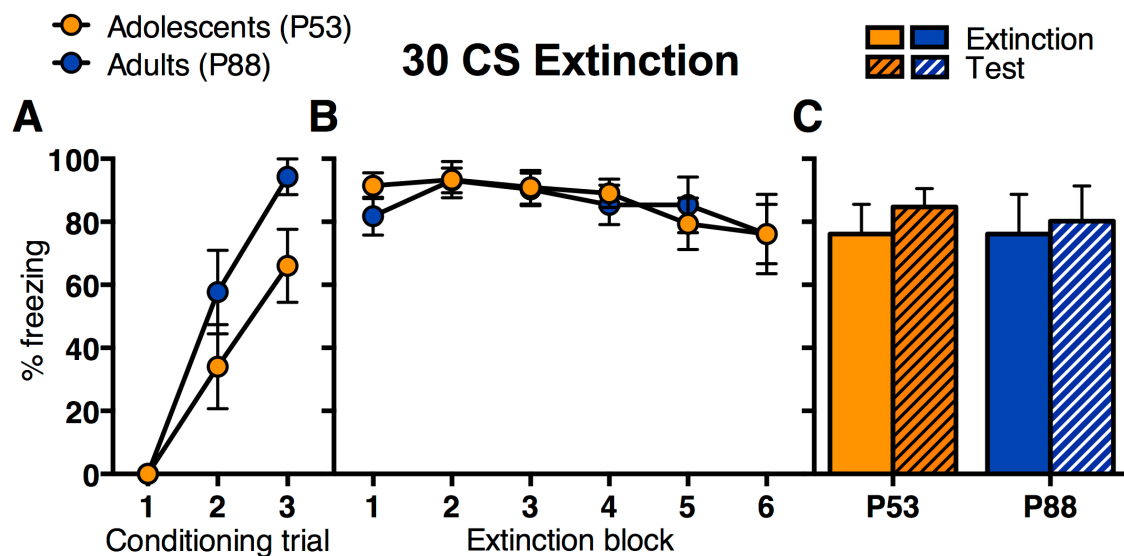 Adolescents (P53)
Adults (P88)
30 CS Extinction
Extinction
Test
A
B
C
% freezing
100
80
60
40
20
0
1 2 3
Conditioning trial
1 2 3 4 5 6
Extinction block
P53 P88